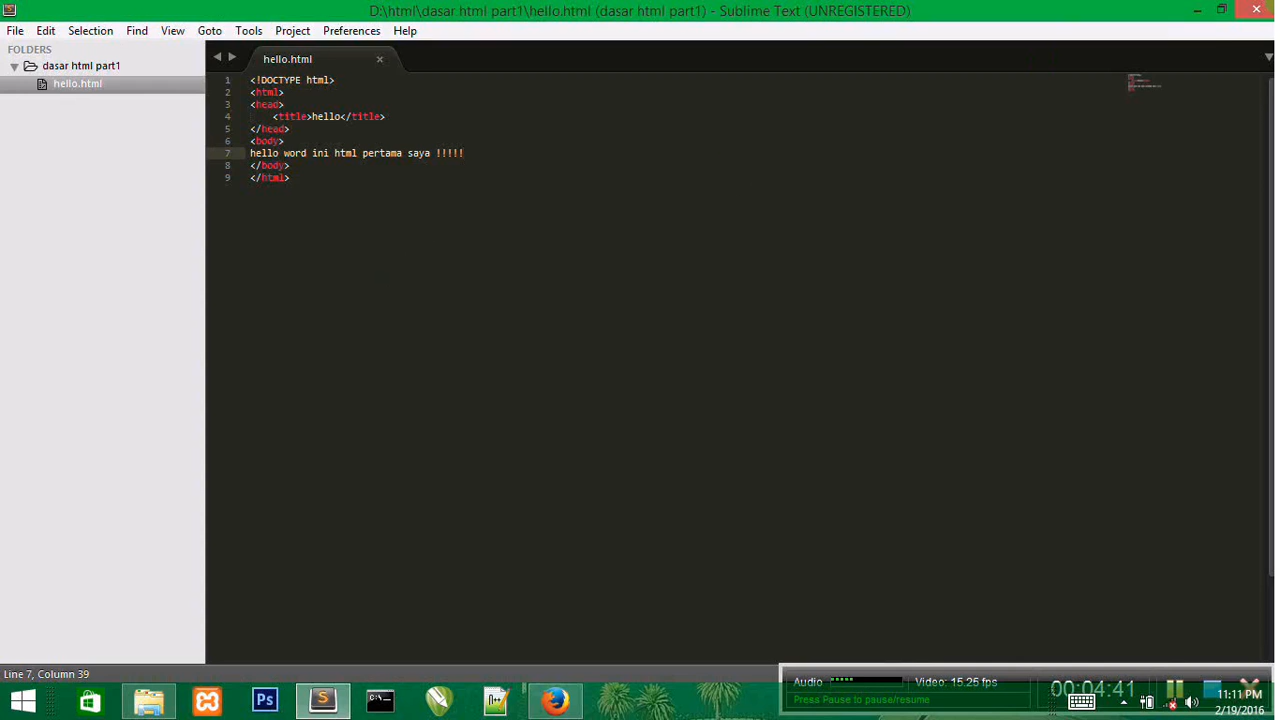 D:\html\dasar html part1\hello.html (dasar html part1) - Sublime Text (UNREGISTERED)
File Edit Selection Find View Goto Tools Project Preferences Help
FOLDERS
dasar html part1
hello.html
hello.html
1 <!DOCTYPE html>
2 <html>
3 <head>
4 <title>hello</title>
5 </head>
6 <body>
7 hello word ini html pertama saya !!!!!
8 </body>
9 </html>
Line 7, Column 39
Audio
Video: 15.25 fps
Press Pause to pause/resume
00:04:41
Ps
C:\_
11:11 PM
2/19/2016